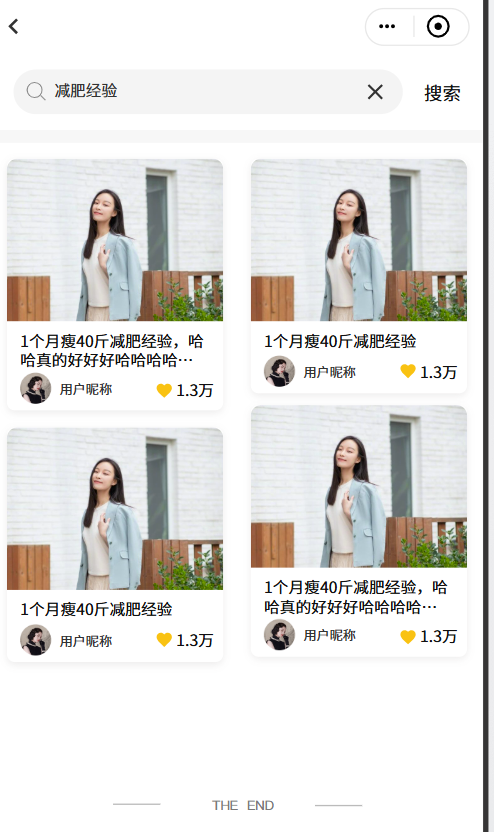 减肥经验
搜索
1个月瘦40斤减肥经验，哈
哈真的好好好哈哈哈哈…
用户昵称
1.3万
1个月瘦40斤减肥经验
用户昵称
1.3万
1个月瘦40斤减肥经验
用户昵称
1.3万
1个月瘦40斤减肥经验，哈
哈真的好好好哈哈哈哈…
用户昵称
1.3万
THE END